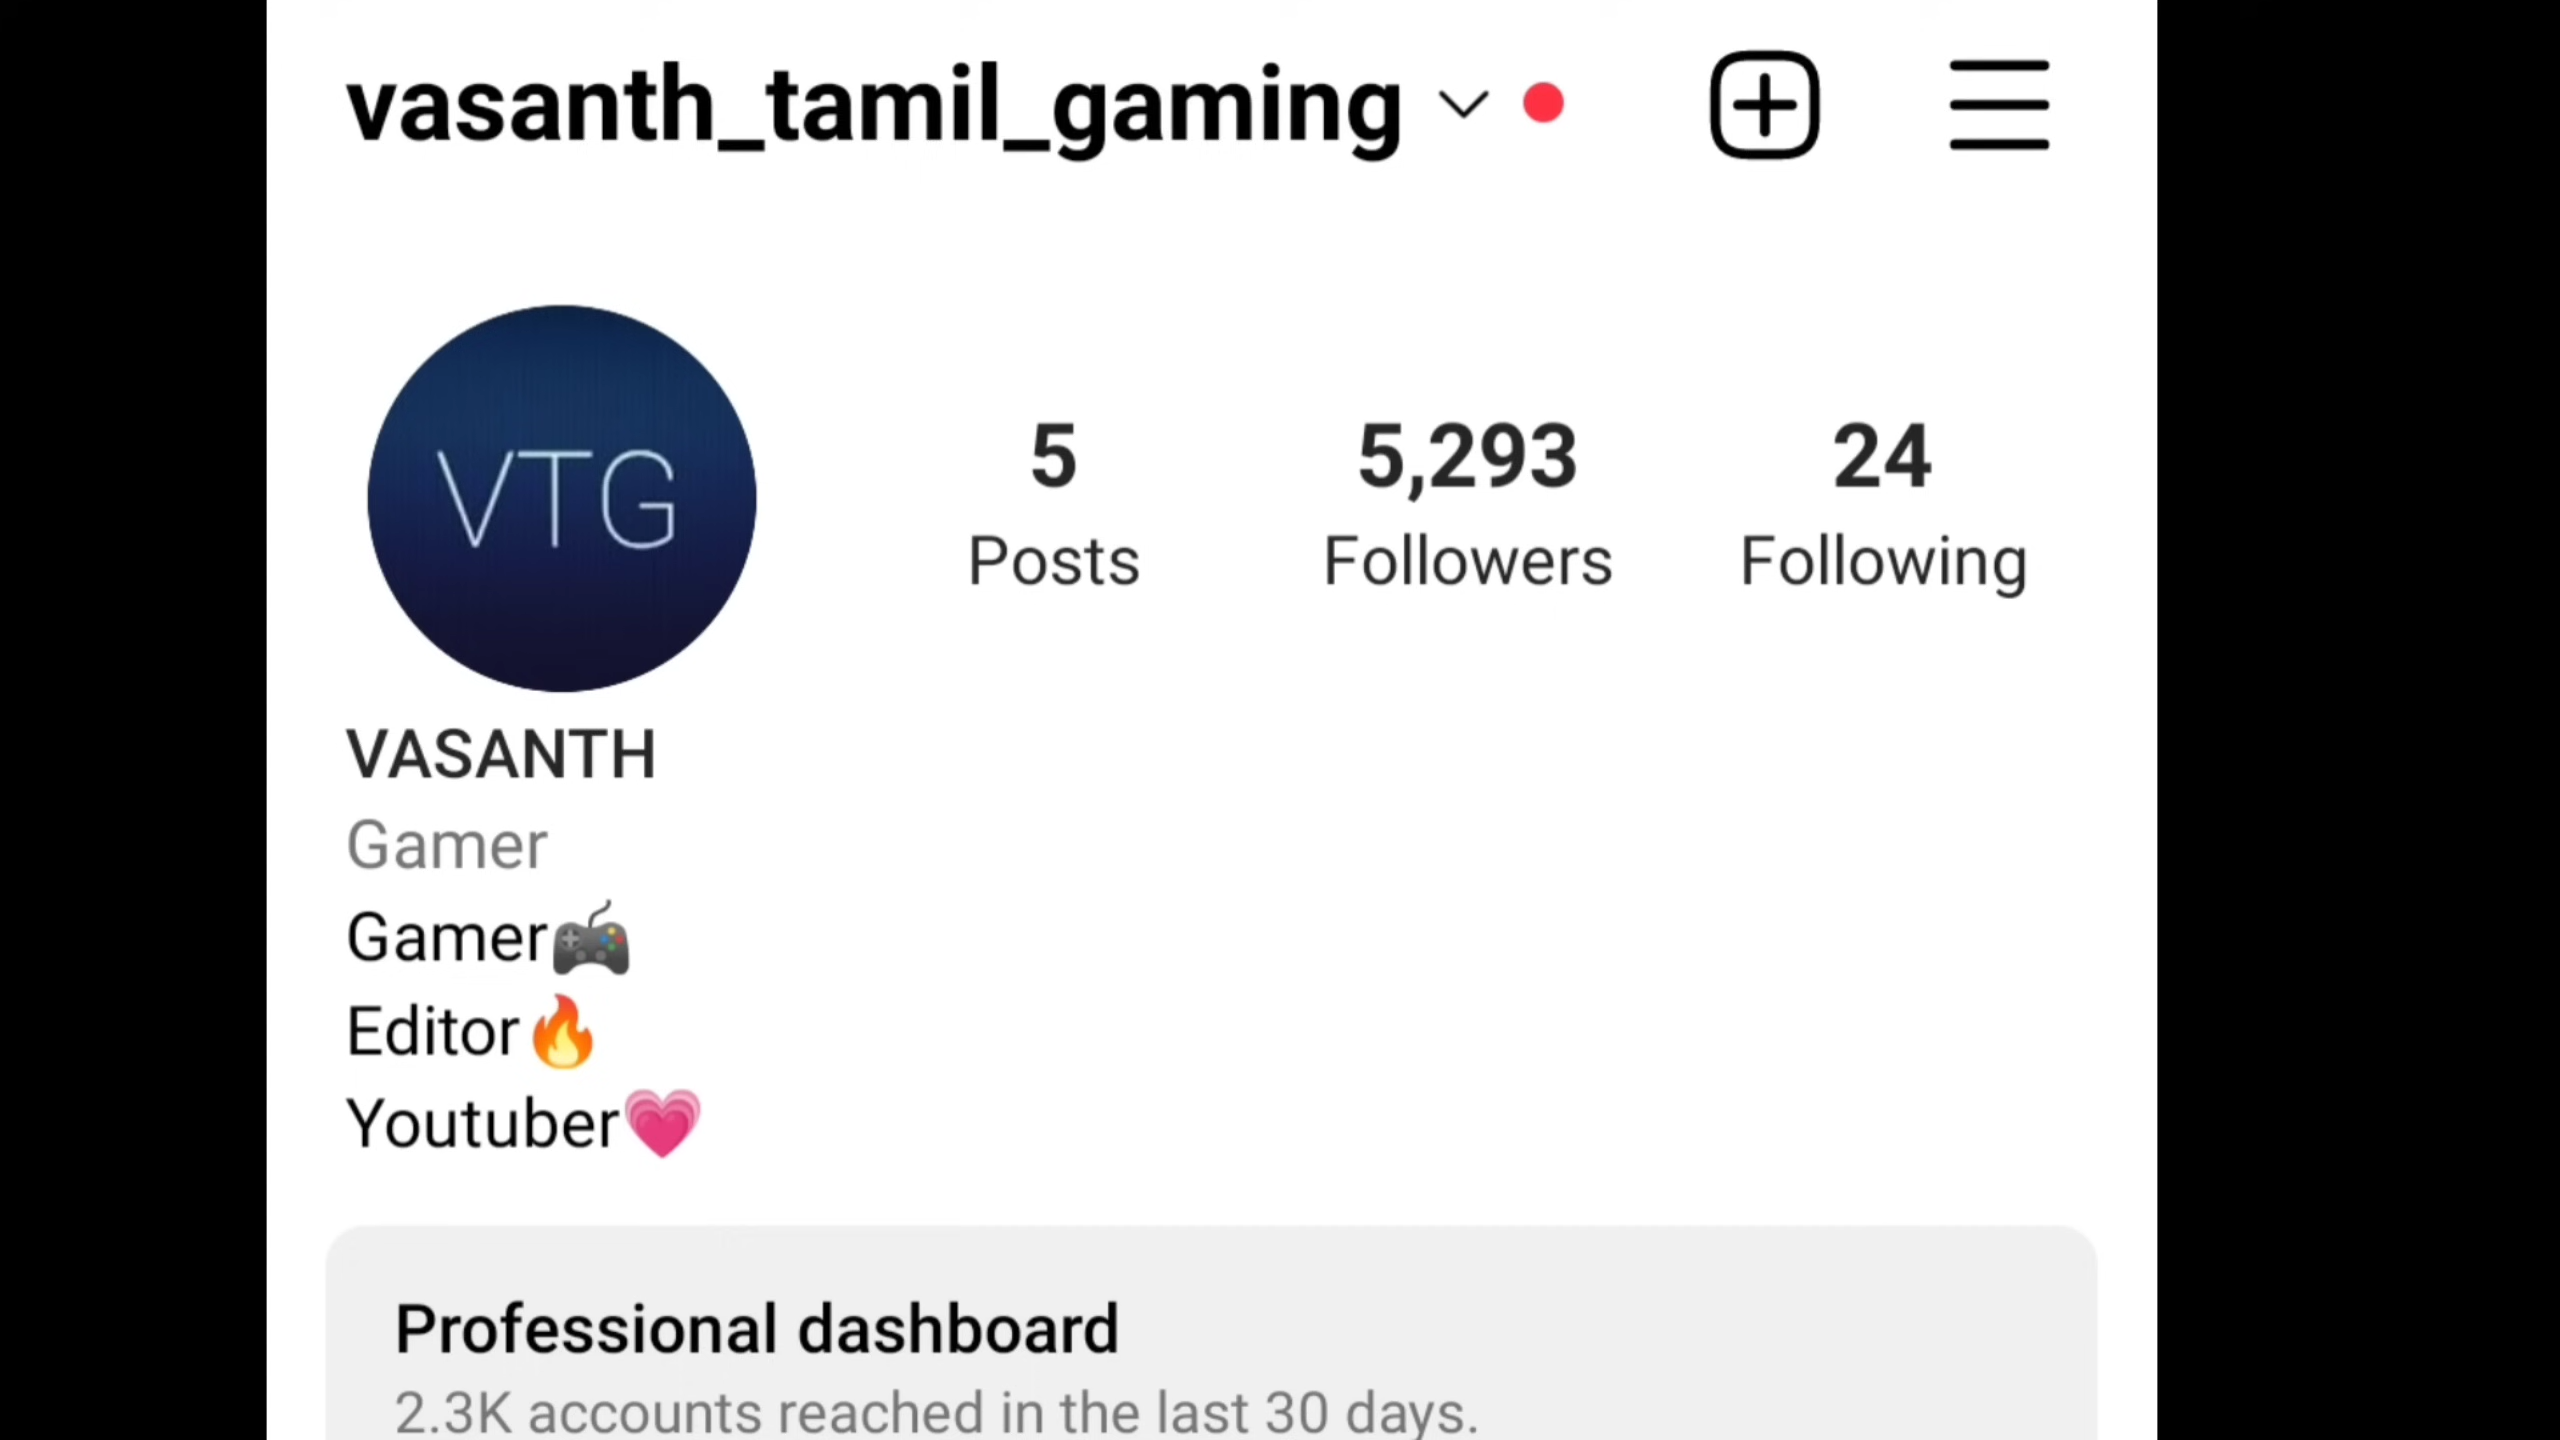 vasanth_tamil_gaming
VTG
5 5,293 24
Posts Followers Following
VASANTH
Gamer
Gamer🎮
Editor🔥
Youtuber💗
Professional dashboard
2.3K accounts reached in the last 30 days.